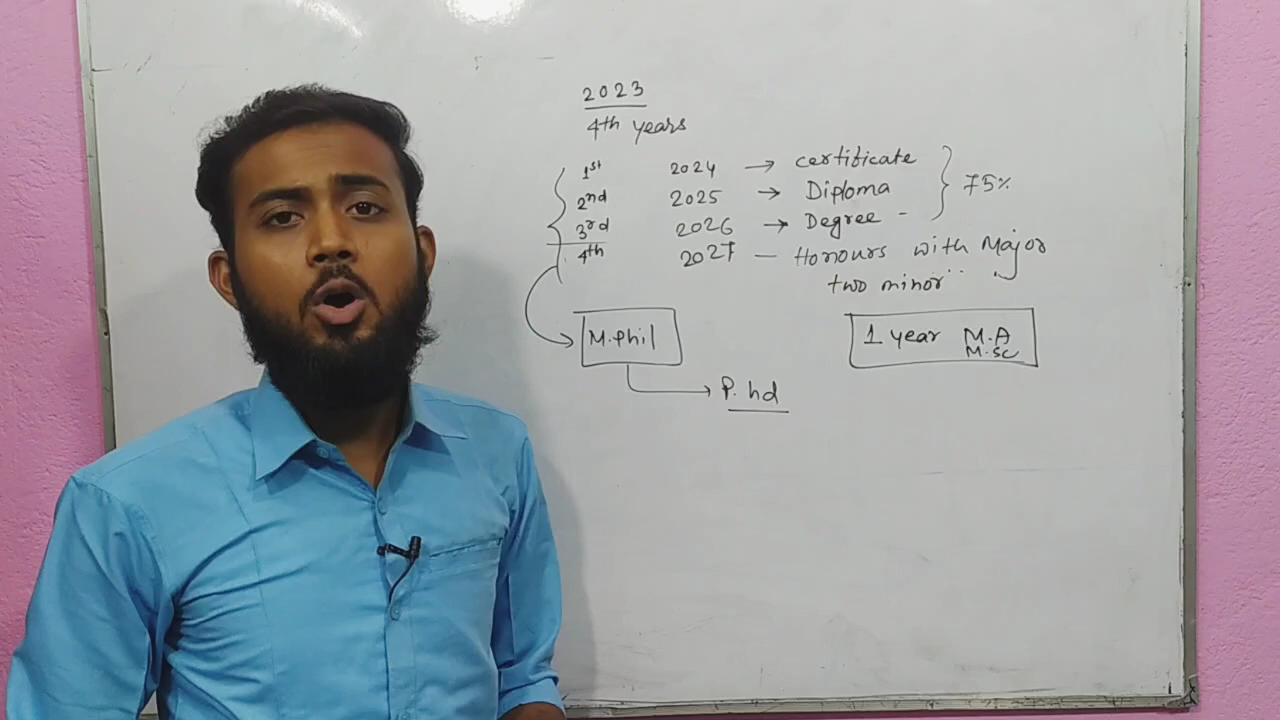 2023
4th years
1st 2024 → certificate
2nd 2025 → Diploma
3rd 2026 → Degree -
75%
4th 2027 — Honours with Major
two minor
M.Phil
1 year M.A
M.SC
P.hd